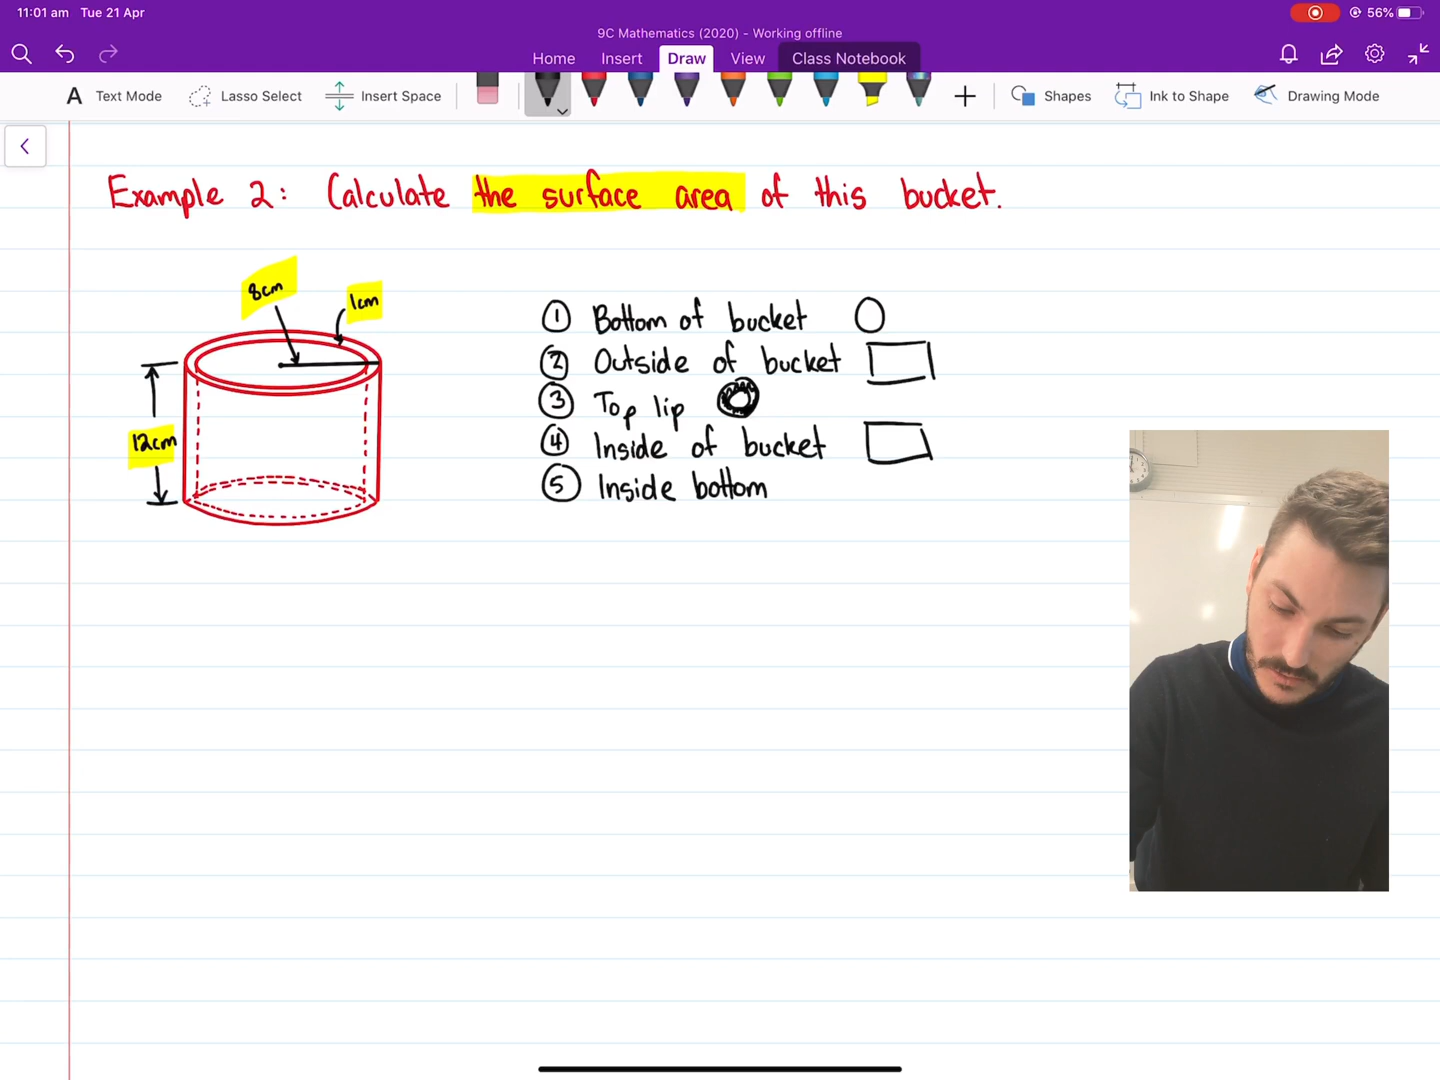 11:01 am Tue 21 Apr
56%
9C Mathematics (2020) - Working offline
Home Insert Draw View Class Notebook
A Text Mode Lasso Select Insert Space Shapes Ink to Shape Drawing Mode
Example 2: Calculate the surface area of this bucket.
8cm
1cm
12cm
1 Bottom of bucket
2 Outside of bucket
3 Top lip
4 Inside of bucket
5 Inside bottom